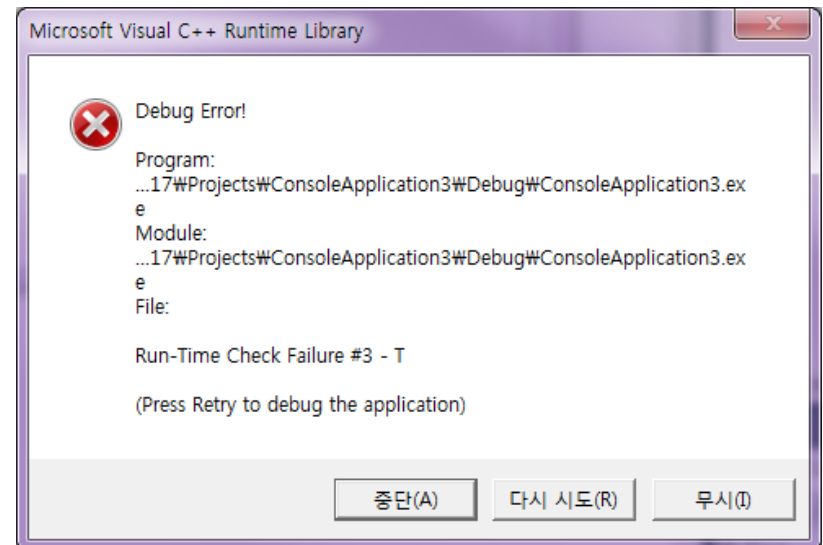 Microsoft Visual C++ Runtime Library
Debug Error!
Program:
...17₩Projects₩ConsoleApplication3₩Debug₩ConsoleApplication3.ex
e
Module:
...17₩Projects₩ConsoleApplication3₩Debug₩ConsoleApplication3.ex
e
File:
Run-Time Check Failure #3 - T
(Press Retry to debug the application)
중단(A) 다시 시도(R) 무시(I)